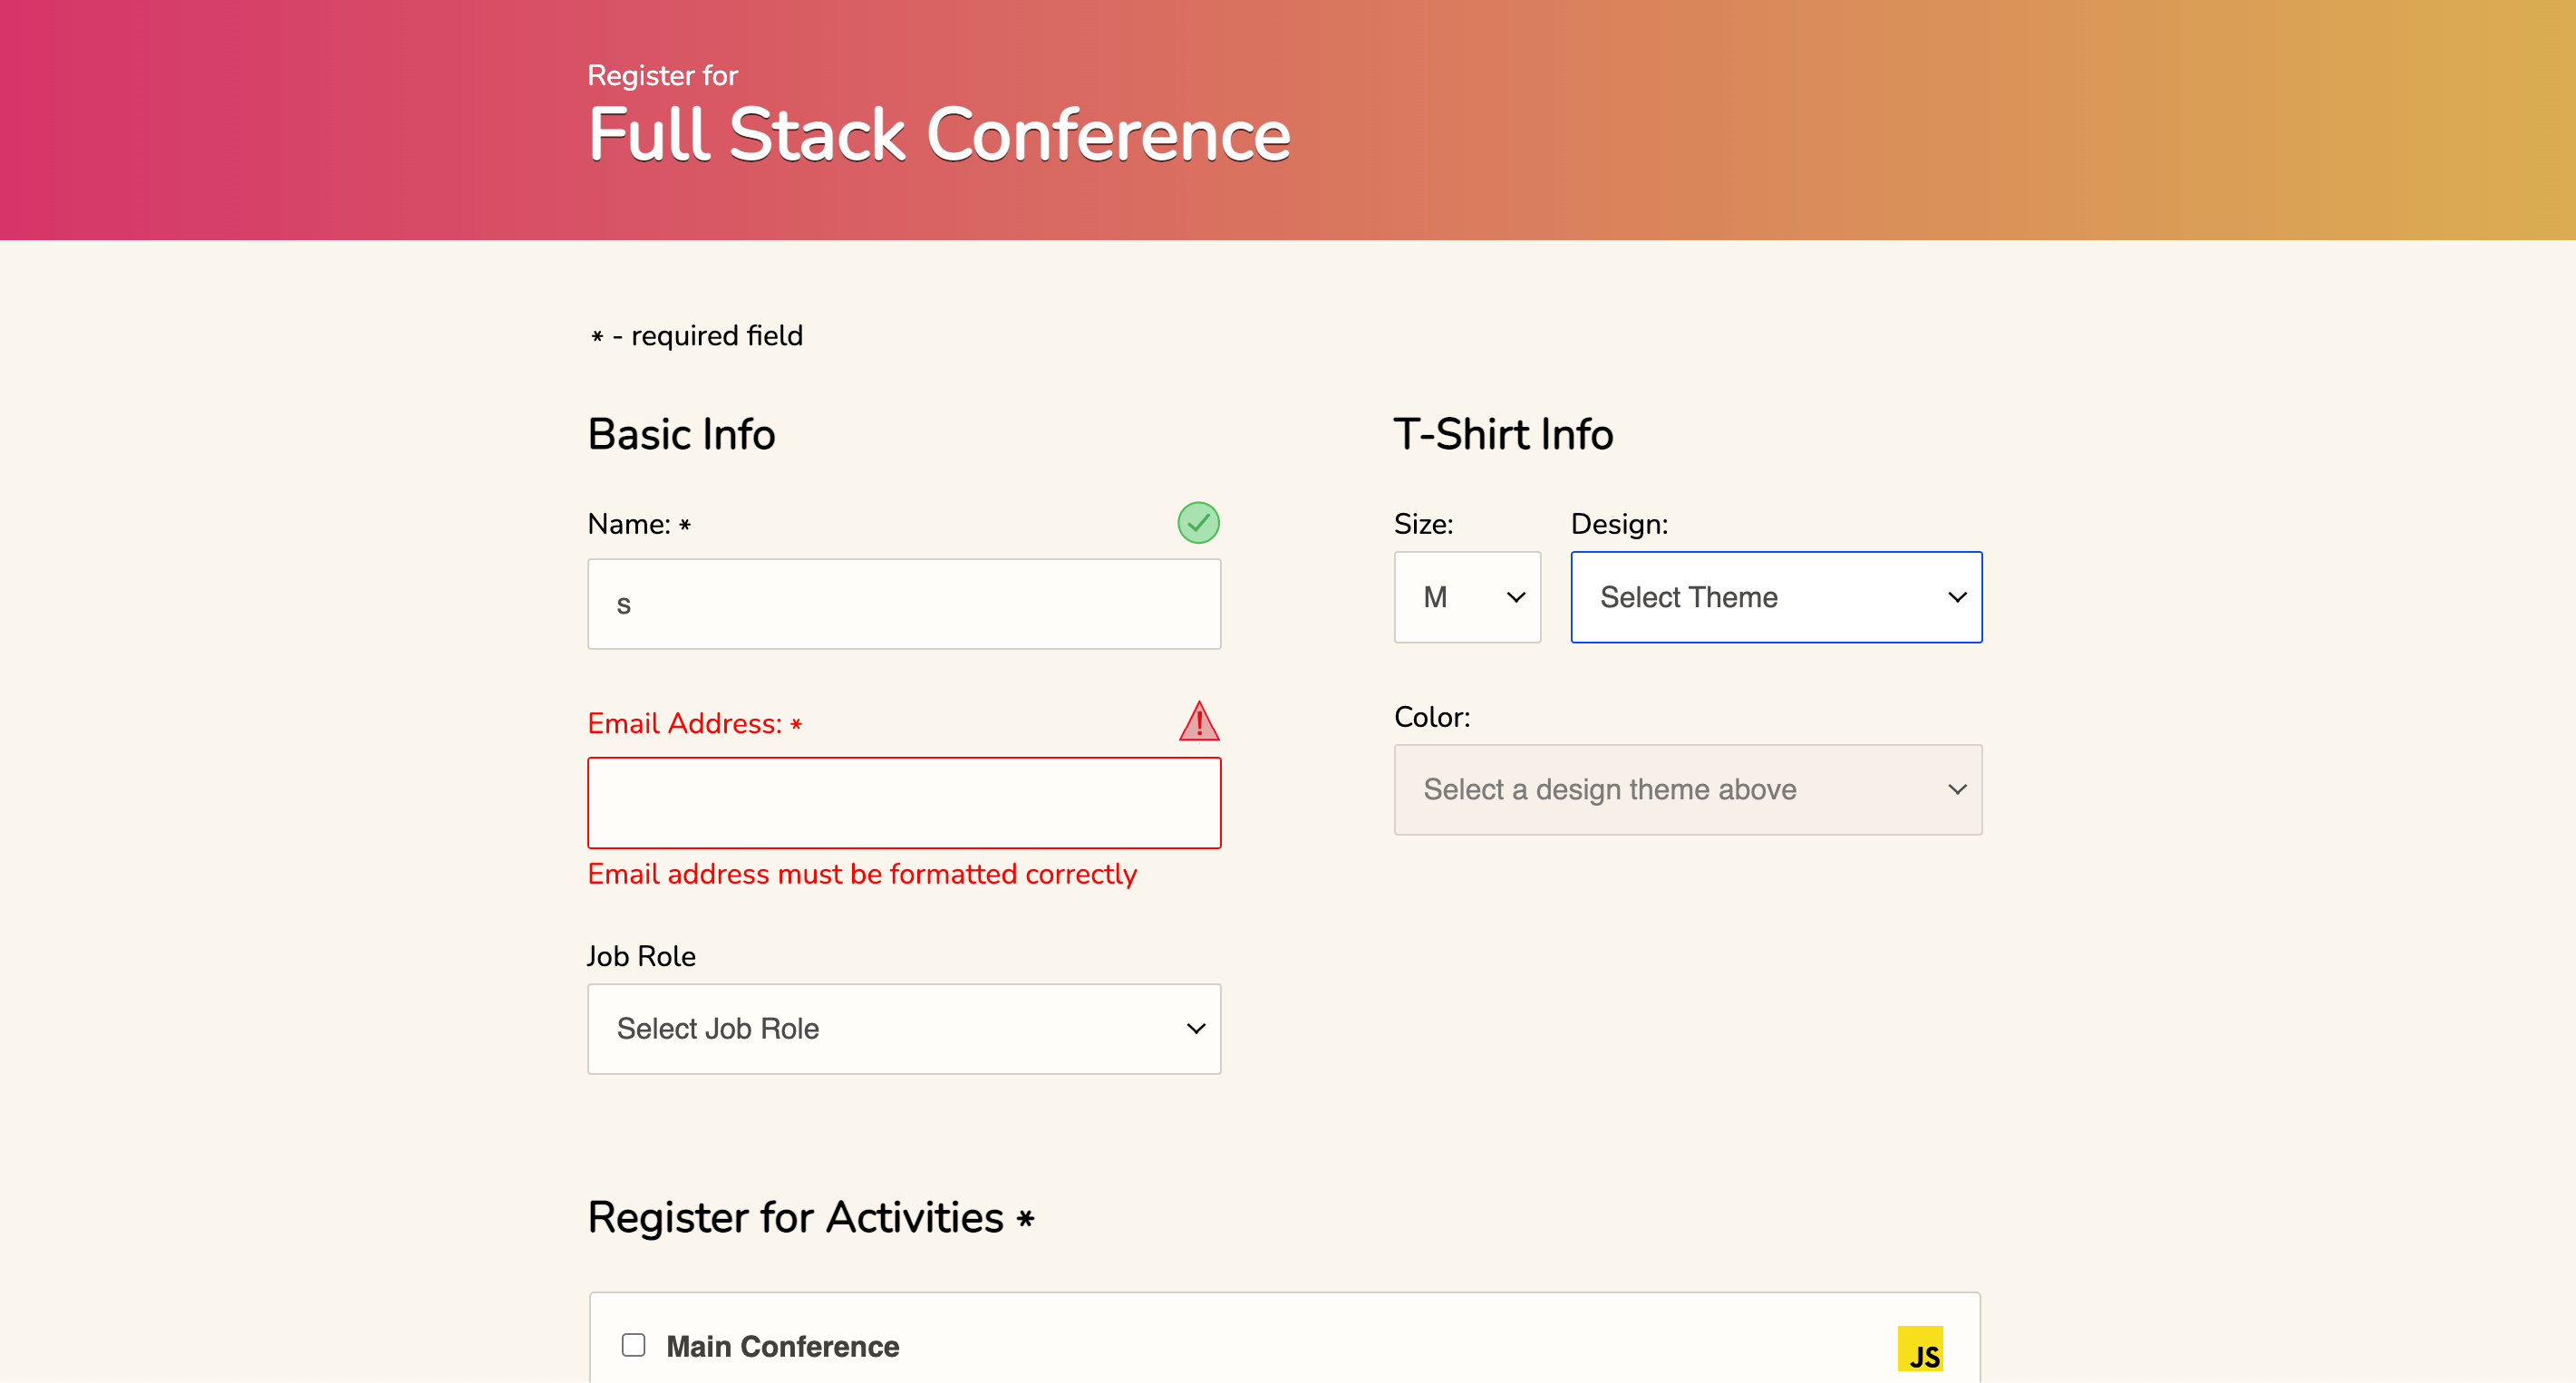 Register for
Full Stack Conference
* - required field
Basic Info
Name: *
s
Email Address: *
Email address must be formatted correctly
Job Role
Select Job Role
T-Shirt Info
Size:
Design:
M
Select Theme
Color:
Select a design theme above
Register for Activities *
Main Conference
JS